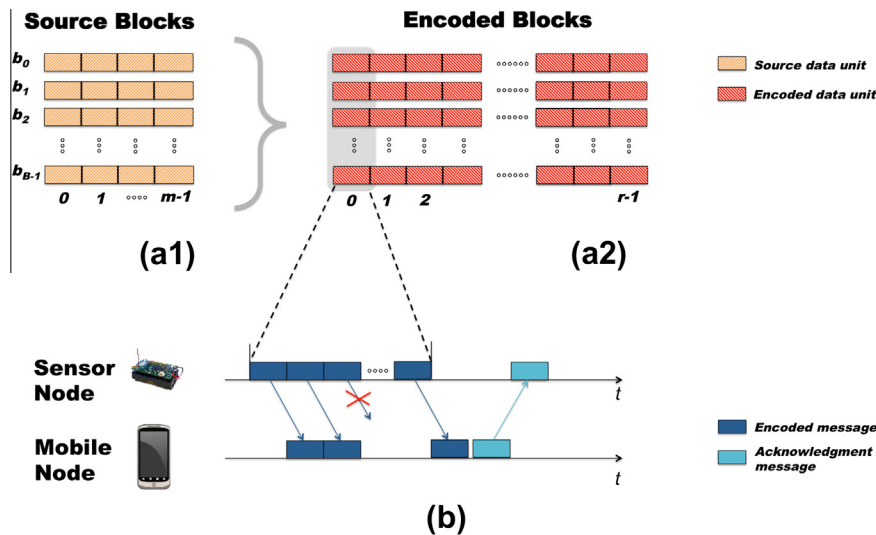 Source Blocks
Encoded Blocks
b0
b1
b2
bB-1
0 1 m-1
0 1 2 r-1
Source data unit
Encoded data unit
(a1)
(a2)
Sensor
Node
t
Mobile
Node
t
Encoded message
Acknowledgment
message
(b)